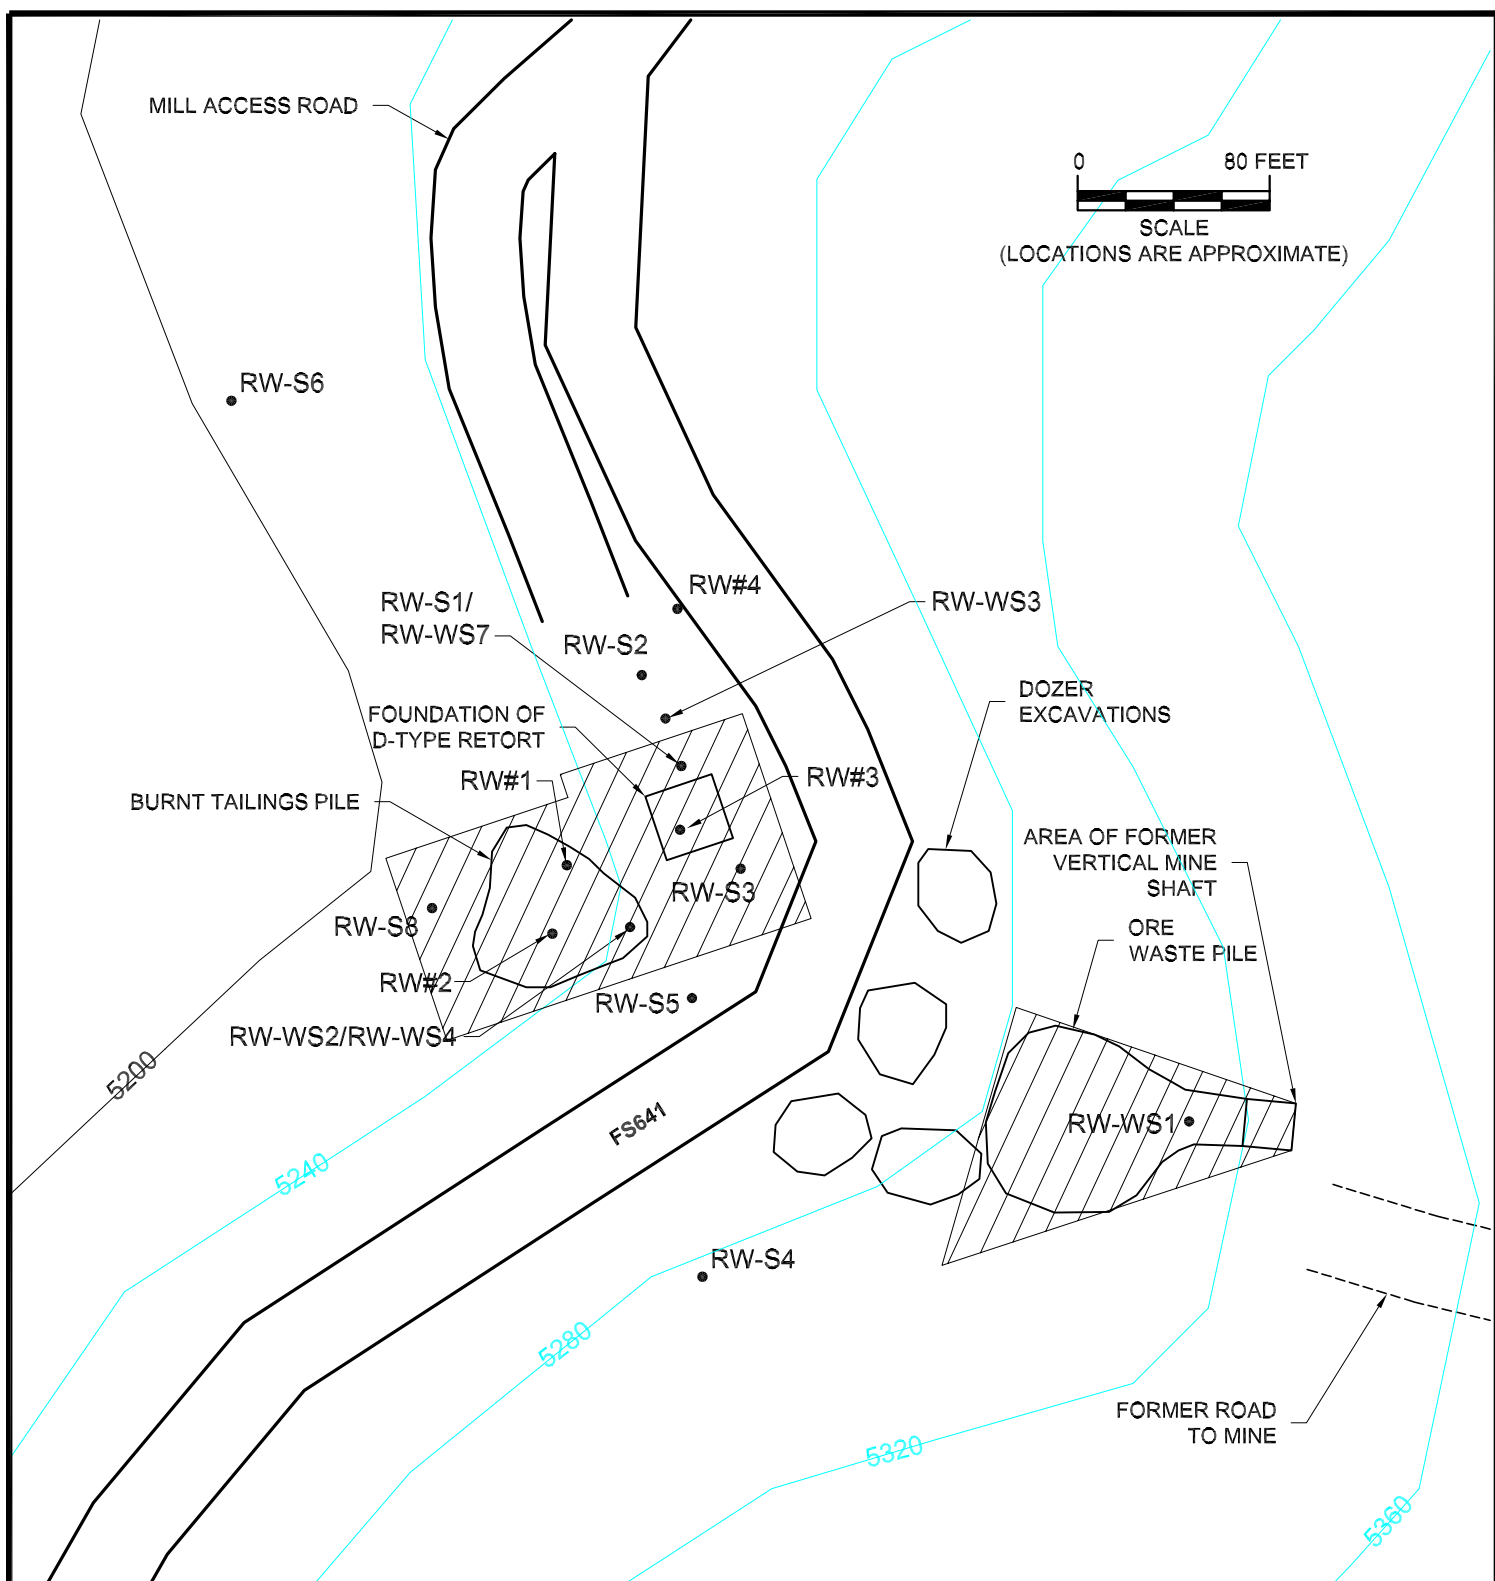 MILL ACCESS ROAD
0 80 FEET
SCALE
(LOCATIONS ARE APPROXIMATE)
RW-S6
RW#4
RW-S1/
RW-WS7
RW-WS3
RW-S2
DOZER
EXCAVATIONS
FOUNDATION OF
D-TYPE RETORT
RW#1
RW#3
BURNT TAILINGS PILE
AREA OF FORMER
VERTICAL MINE
SHAFT
RW-S3
RW-S8
ORE
WASTE PILE
RW#2
RW-S5
RW-WS2/RW-WS4
5200
FS641
RW-WS1
5240
RW-S4
5280
FORMER ROAD
TO MINE
5320
5360